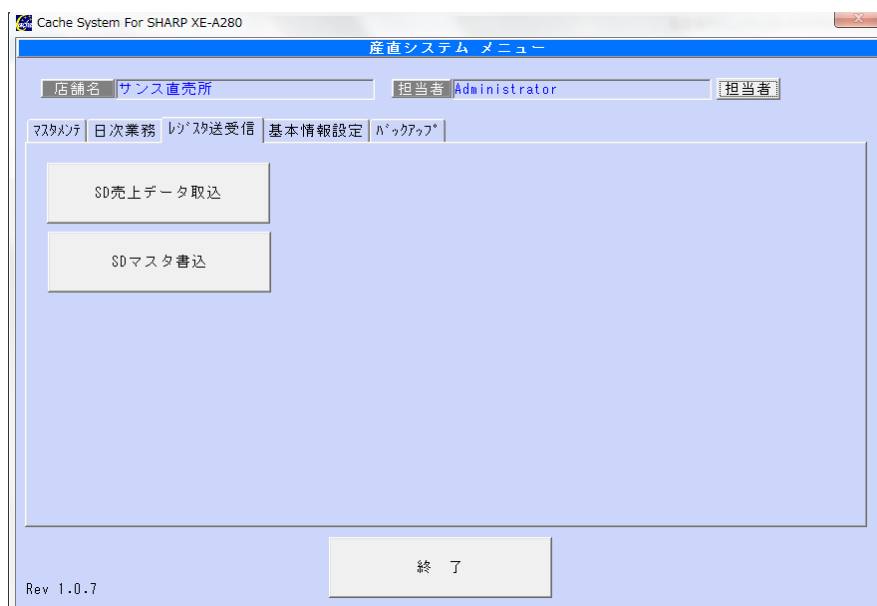 Cache System For SHARP XE-A280
産直システム メニュー
店舗名 サンス直売所 担当者 Administrator 担当者
ﾏｽﾀﾒﾝﾃ 日次業務 ﾚｼﾞｽﾀ送受信 基本情報設定 ﾊﾞｯｸｱｯﾌﾟ
SD売上データ取込
SDマスタ書込
終 了
Rev 1.0.7